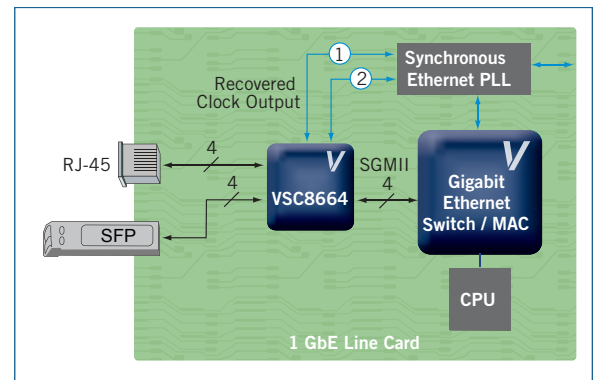 1
Synchronous
Ethernet PLL
2
Recovered
Clock Output
RJ-45
4
4
SFP
V
VSC8664
SGMII
4
V
Gigabit
Ethernet
Switch / MAC
CPU
1 GbE Line Card